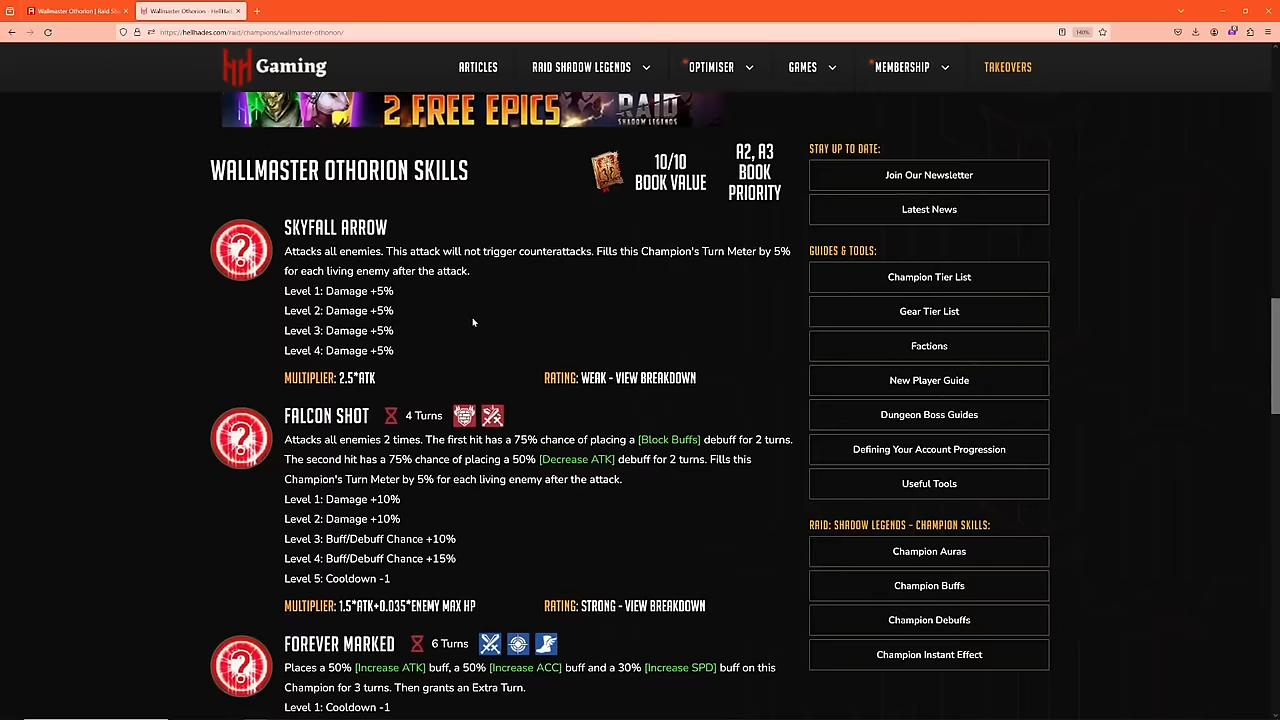 Wallmaster Othorion | Raid Sha
Wallmaster Othorion - HellHad
https://hellhades.com/raid/champions/wallmaster-othorion/
140%
Gaming
ARTICLES
RAID SHADOW LEGENDS
OPTIMISER
GAMES
MEMBERSHIP
TAKEOVERS
2 FREE EPICS
RAID
SHADOW LEGENDS
WALLMASTER OTHORION SKILLS
10/10
BOOK VALUE
A2, A3
BOOK
PRIORITY
SKYFALL ARROW
Attacks all enemies. This attack will not trigger counterattacks. Fills this Champion's Turn Meter by 5%
for each living enemy after the attack.
Level 1: Damage +5%
Level 2: Damage +5%
Level 3: Damage +5%
Level 4: Damage +5%
MULTIPLIER: 2.5*ATK
RATING: WEAK - VIEW BREAKDOWN
FALCON SHOT
4 Turns
Attacks all enemies 2 times. The first hit has a 75% chance of placing a [Block Buffs] debuff for 2 turns.
The second hit has a 75% chance of placing a 50% [Decrease ATK] debuff for 2 turns. Fills this
Champion's Turn Meter by 5% for each living enemy after the attack.
Level 1: Damage +10%
Level 2: Damage +10%
Level 3: Buff/Debuff Chance +10%
Level 4: Buff/Debuff Chance +15%
Level 5: Cooldown -1
MULTIPLIER: 1.5*ATK+0.035*ENEMY MAX HP
RATING: STRONG - VIEW BREAKDOWN
FOREVER MARKED
6 Turns
Places a 50% [Increase ATK] buff, a 50% [Increase ACC] buff and a 30% [Increase SPD] buff on this
Champion for 3 turns. Then grants an Extra Turn.
Level 1: Cooldown -1
STAY UP TO DATE:
Join Our Newsletter
Latest News
GUIDES & TOOLS:
Champion Tier List
Gear Tier List
Factions
New Player Guide
Dungeon Boss Guides
Defining Your Account Progression
Useful Tools
RAID: SHADOW LEGENDS - CHAMPION SKILLS:
Champion Auras
Champion Buffs
Champion Debuffs
Champion Instant Effect